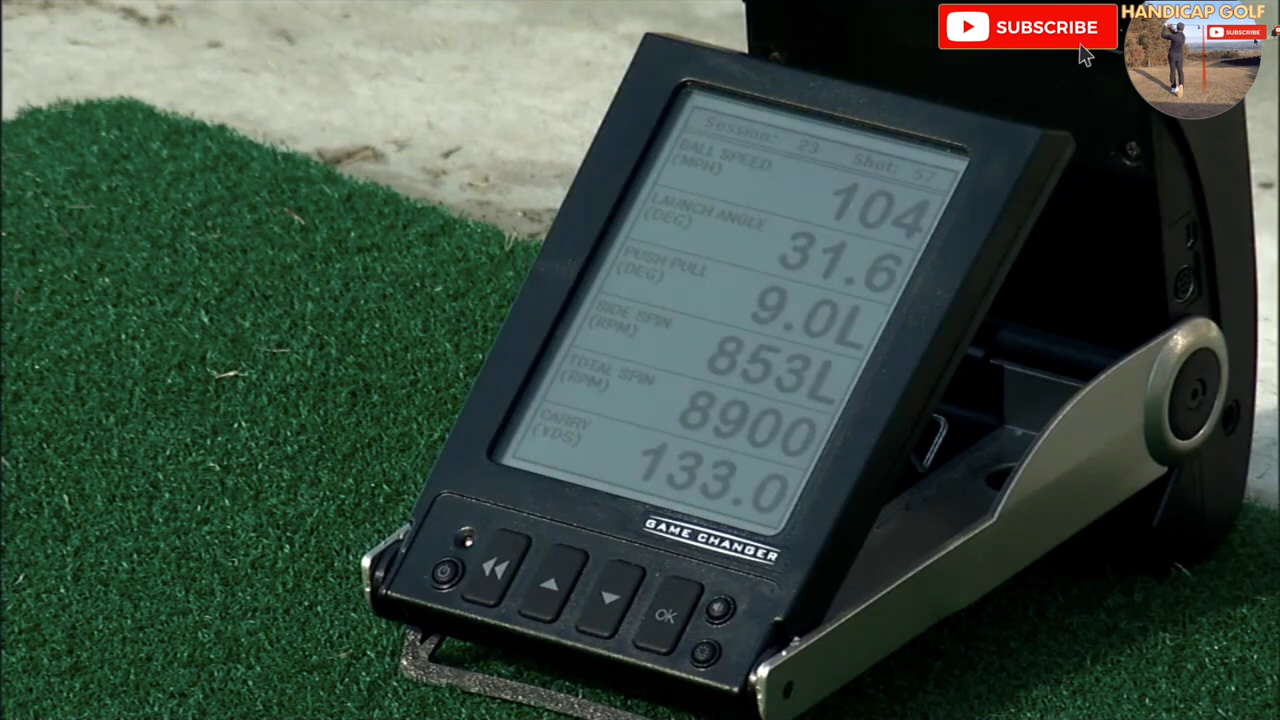 SUBSCRIBE
HANDICAP GOLF
SUBSCRIBE
Session: 23 Shot: 57
BALL SPEED
(MPH)
104
LAUNCH ANGLE
(DEG)
31.6
PUSH PULL
(DEG)
9.0L
SIDE SPIN
(RPM)
853L
TOTAL SPIN
(RPM)
8900
CARRY
(YDS)
133.0
GAME CHANGER
OK